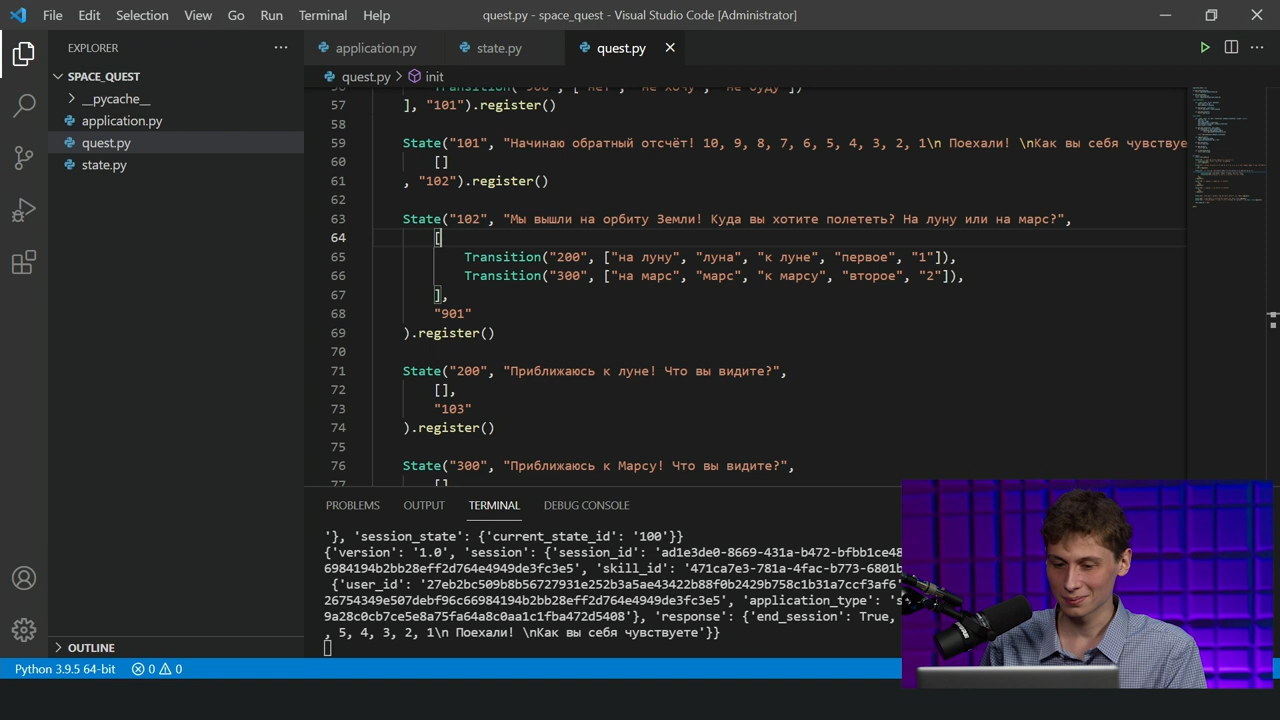 File Edit Selection View Go Run Terminal Help quest.py - space_quest - Visual Studio Code [Administrator]
EXPLORER
SPACE_QUEST
__pycache__
application.py
quest.py
state.py
OUTLINE
application.py state.py quest.py
quest.py > init
57 ], "101").register()
58
59 State("101", "Начинаю обратный отсчёт! 10, 9, 8, 7, 6, 5, 4, 3, 2, 1\n Поехали! \nКак вы себя чувствуе
60 []
61 , "102").register()
62
63 State("102", "Мы вышли на орбиту Земли! Куда вы хотите полететь? На луну или на марс?",
64 [
65 Transition("200", ["на луну", "луна", "к луне", "первое", "1"]),
66 Transition("300", ["на марс", "марс", "к марсу", "второе", "2"]),
67 ],
68 "901"
69 ).register()
70
71 State("200", "Приближаюсь к луне! Что вы видите?",
72 [],
73 "103"
74 ).register()
75
76 State("300", "Приближаюсь к Марсу! Что вы видите?",
77 []
PROBLEMS OUTPUT TERMINAL DEBUG CONSOLE
'}, 'session_state': {'current_state_id': '100'}}
{'version': '1.0', 'session': {'session_id': 'ad1e3de0-8669-431a-b472-bfbb1ce48
6984194b2bb28eff2d764e4949de3fc3e5', 'skill_id': '471ca7e3-781a-4fac-b773-6801b
{'user_id': '27eb2bc509b8b56727931e252b3a5ae43422b88f0b2429b758c1b31a7ccf3af6
26754349e507debf96c66984194b2bb28eff2d764e4949de3fc3e5', 'application_type': 's
9a28c0cb7ce5e8a75fa64a8c0aa1c1fba472d5408'}, 'response': {'end_session': True,
, 5, 4, 3, 2, 1\n Поехали! \nКак вы себя чувствуете'}}
Python 3.9.5 64-bit 0 0